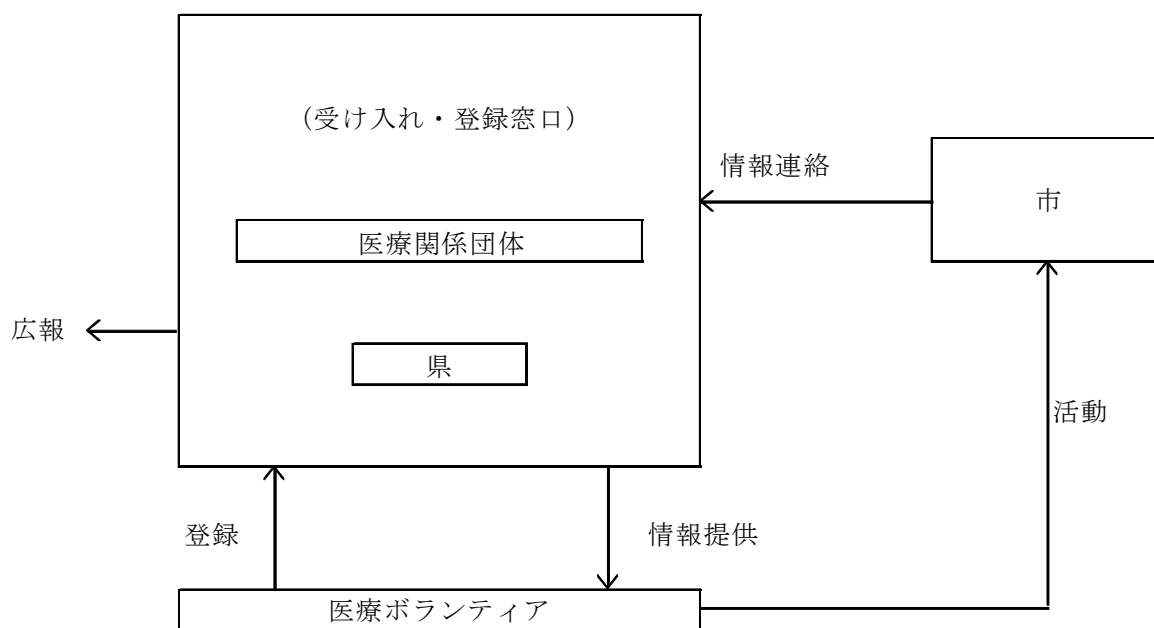 （受け入れ・登録窓口）
情報連絡
市
医療関係団体
広報
県
活動
登録
情報提供
医療ボランティア